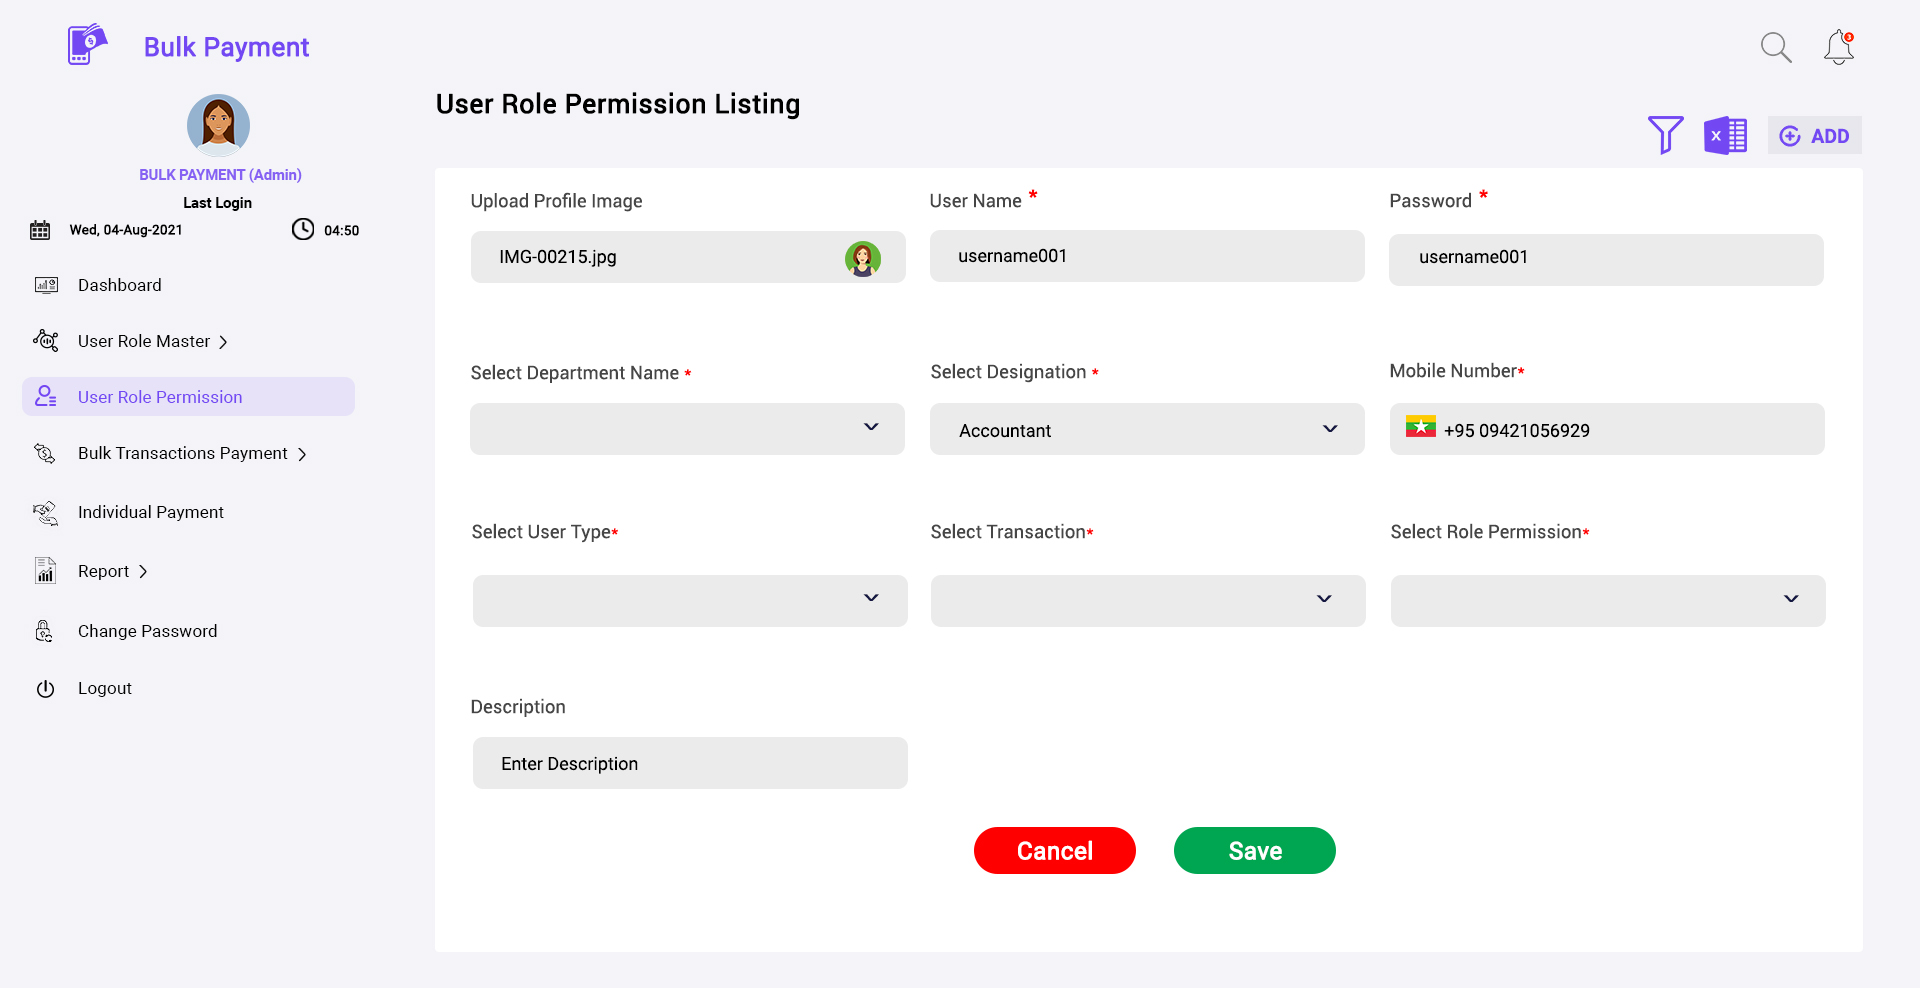 Bulk Payment
3
User Role Permission Listing
X
ADD
BULK PAYMENT (Admin)
Last Login
Wed, 04-Aug-2021
04:50
Dashboard
User Role Master
User Role Permission
Bulk Transactions Payment
Individual Payment
Report
Change Password
Logout
Upload Profile Image
User Name *
Password *
IMG-00215.jpg
username001
username001
Select Department Name *
Select Designation *
Mobile Number*
Accountant
+95 09421056929
Select User Type*
Select Transaction*
Select Role Permission*
Description
Enter Description
Cancel
Save